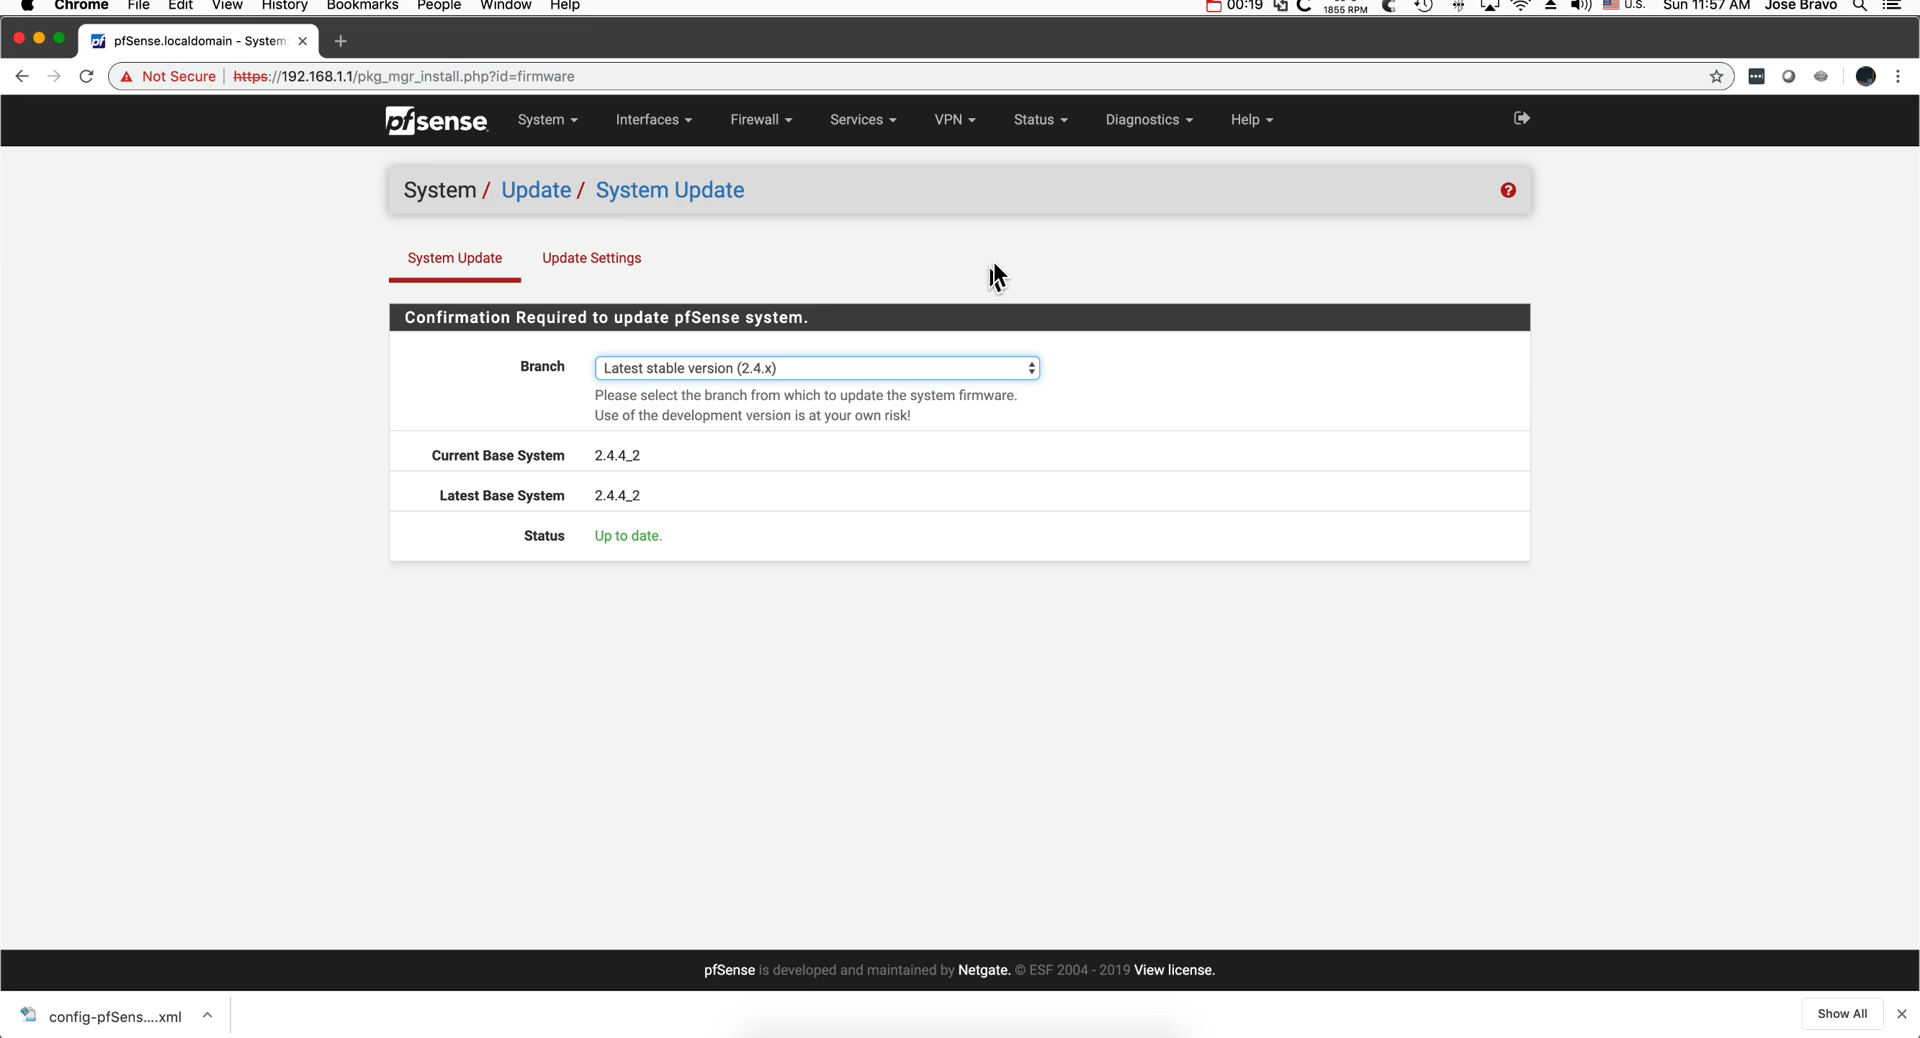 Chrome File Edit View History Bookmarks People Window Help 00:19 1855 RPM U.S. Sun 11:57 AM Jose Bravo
pfSense.localdomain - System:
Not Secure https://192.168.1.1/pkg_mgr_install.php?id=firmware
pfsense System Interfaces Firewall Services VPN Status Diagnostics Help
System / Update / System Update
System Update Update Settings
Confirmation Required to update pfSense system.
Branch Latest stable version (2.4.x)
Please select the branch from which to update the system firmware.
Use of the development version is at your own risk!
Current Base System 2.4.4_2
Latest Base System 2.4.4_2
Status Up to date.
pfSense is developed and maintained by Netgate. © ESF 2004 - 2019 View license.
config-pfSens....xml Show All